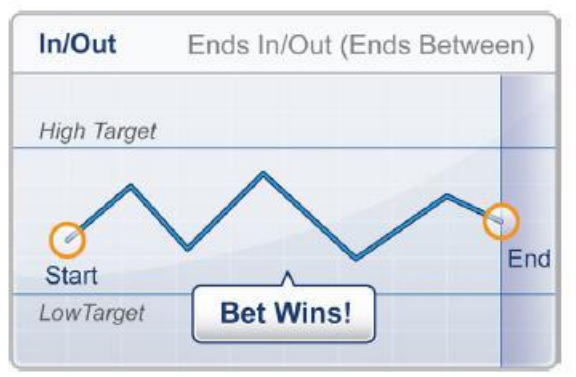 In/Out Ends In/Out (Ends Between)
High Target
Start
End
LowTarget
Bet Wins!